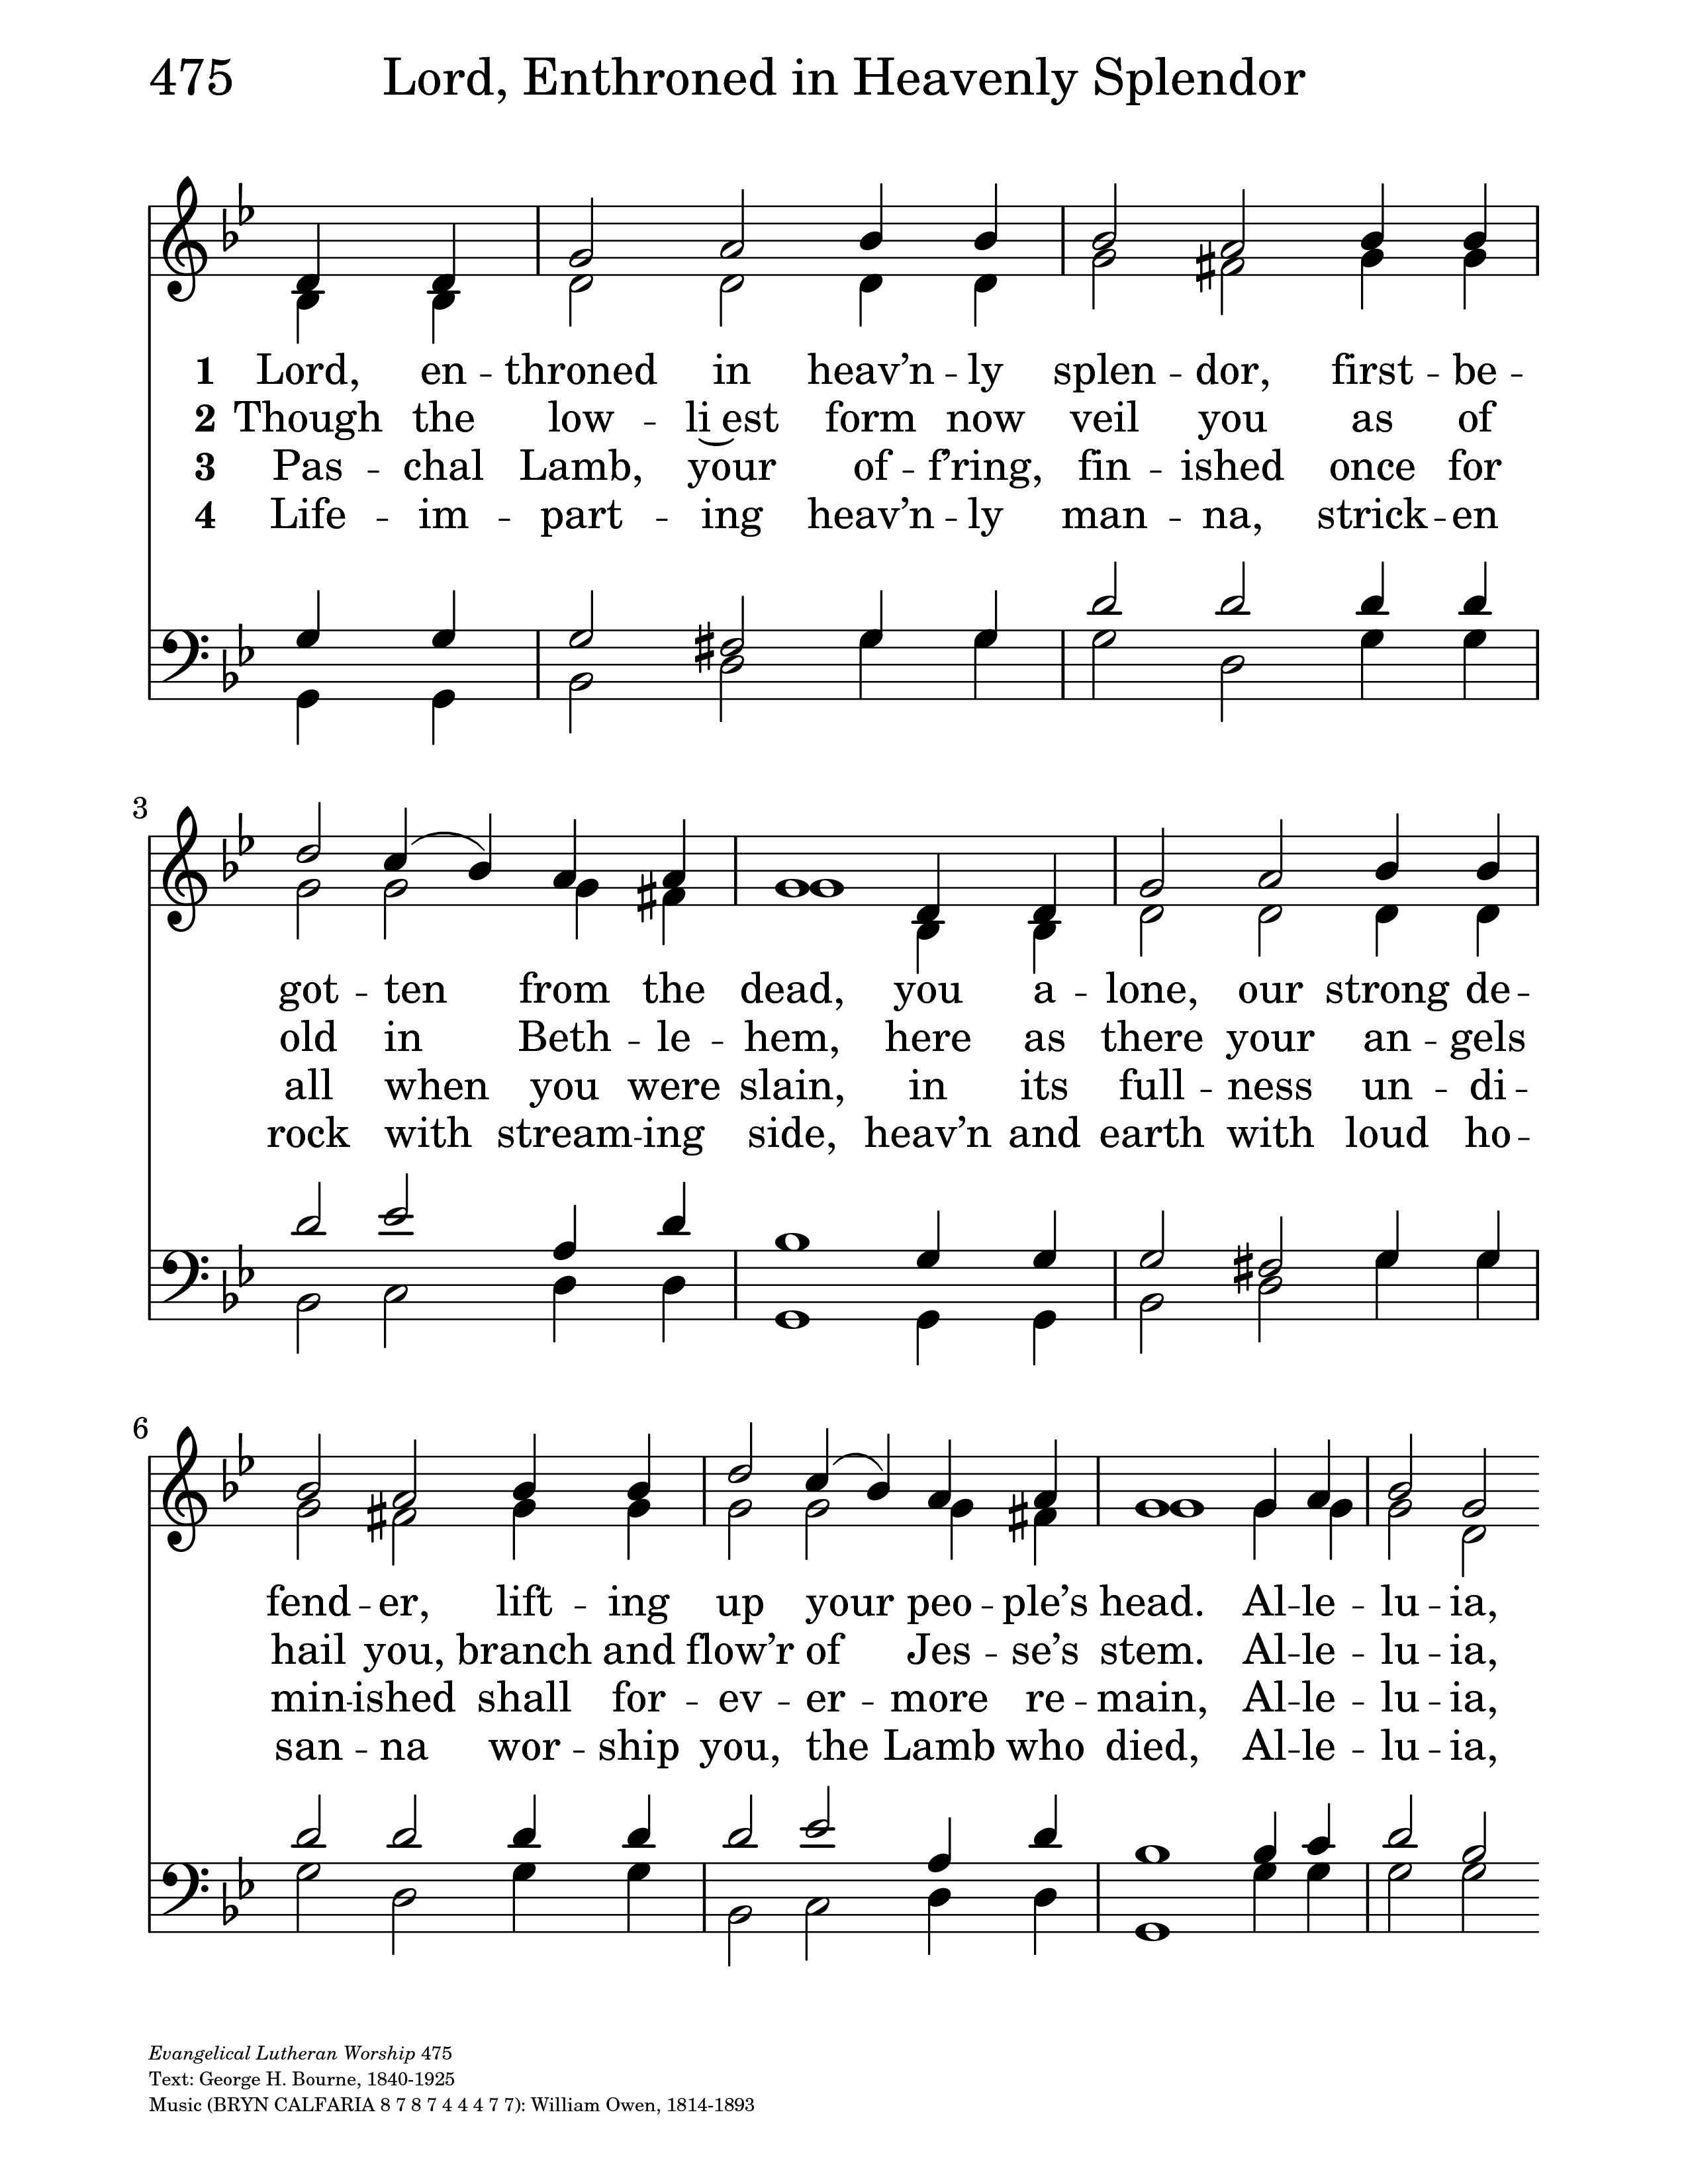 475 Lord, Enthroned in Heavenly Splendor
1 Lord, en - throned in heav’n - ly splen - dor, first - be -
2 Though the low - li est form now veil you as of
3 Pas - chal Lamb, your of - f’ring, fin - ished once for
4 Life - im - part - ing heav’n - ly man - na, strick - en
3
got - ten from the dead, you a - lone, our strong de -
old in Beth - le - hem, here as there your an - gels
all when you were slain, in its full - ness un - di -
rock with stream - ing side, heav’n and earth with loud ho -
6
fend - er, lift - ing up your peo - ple’s head. Al - le - lu - ia,
hail you, branch and flow’r of Jes - se’s stem. Al - le - lu - ia,
min - ished shall for - ev - er - more re - main, Al - le - lu - ia,
san - na wor - ship you, the Lamb who died, Al - le - lu - ia,
Evangelical Lutheran Worship 475
Text: George H. Bourne, 1840-1925
Music (BRYN CALFARIA 8 7 8 7 4 4 4 7 7): William Owen, 1814-1893